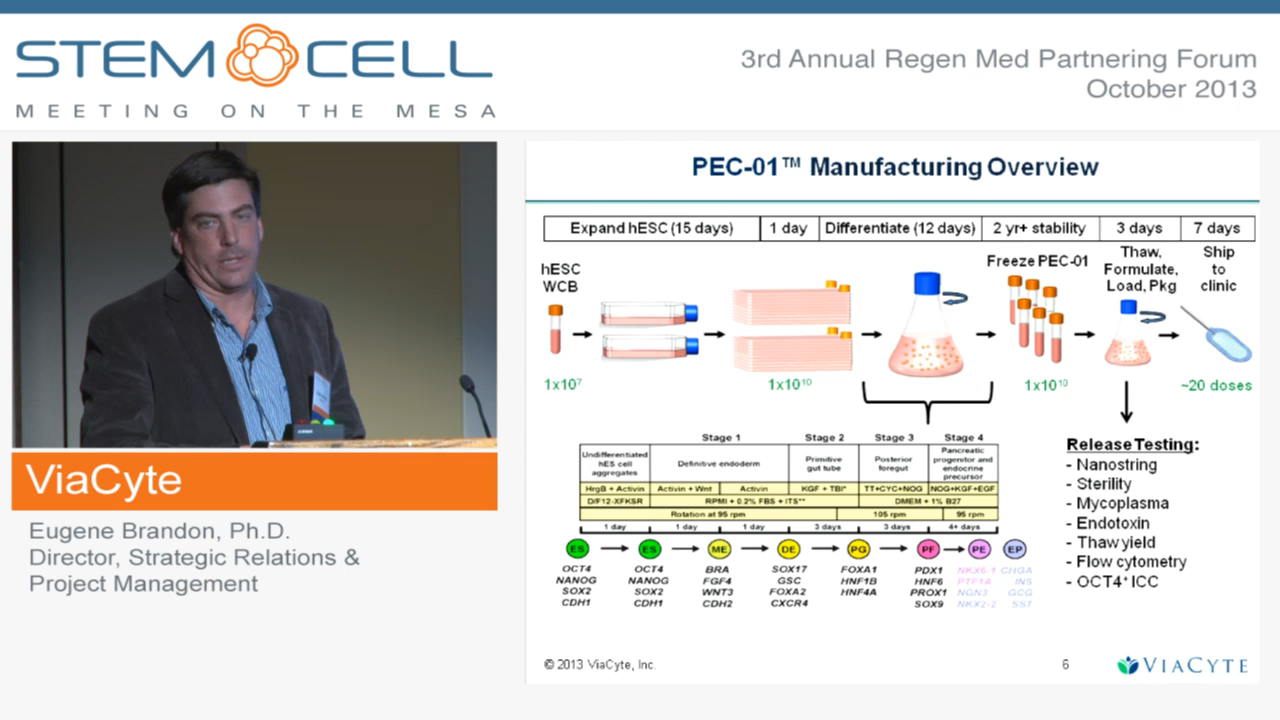 STEM CELL
MEETING ON THE MESA
3rd Annual Regen Med Partnering Forum
October 2013
ViaCyte
Eugene Brandon, Ph.D.
Director, Strategic Relations &
Project Management
PEC-01™ Manufacturing Overview
Expand hESC (15 days) 1 day Differentiate (12 days) 2 yr+ stability 3 days 7 days
hESC
WCB
Freeze PEC-01
Thaw,
Formulate,
Load, Pkg
Ship
to
clinic
1x10⁷ 1x10¹⁰ 1x10¹⁰ ~20 doses
Stage 1 Stage 2 Stage 3 Stage 4
Undifferentiated
hES cell
aggregates
Definitive endoderm
Primitive
gut tube
Posterior
foregut
Pancreatic
progenitor and
endocrine
precursor
HrgB + Activin Activin + Wnt Activin KGF + TBI* TT+CYC+NOG NOG+KGF+EGF
D/F12-XFKSR RPMI + 0.2% FBS + ITS** DMEM + 1% B27
Rotation at 95 rpm 105 rpm 95 rpm
1 day 1 day 1 day 3 days 3 days 4+ days
ES ES ME DE PG PF PE EP
OCT4 OCT4 BRA SOX17 FOXA1 PDX1 NKX6-1 CHGA
NANOG NANOG FGF4 GSC HNF1B HNF6 PTF1A INS
SOX2 SOX2 WNT3 FOXA2 HNF4A PROX1 NGN3 GCG
CDH1 CDH1 CDH2 CXCR4 SOX9 NKX2-2 SST
Release Testing:
- Nanostring
- Sterility
- Mycoplasma
- Endotoxin
- Thaw yield
- Flow cytometry
- OCT4⁺ ICC
© 2013 ViaCyte, Inc.
6
VIACYTE